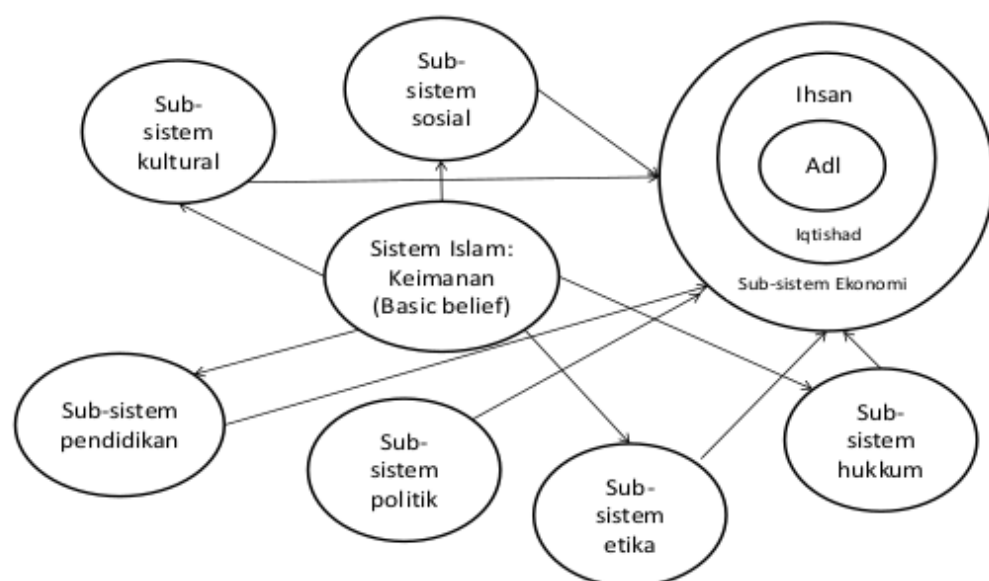 Sub-
sistem
sosial
Sub-
sistem
kultural
Ihsan
Adl
Iqtishad
Sub-sistem Ekonomi
Sistem Islam:
Keimanan
(Basic belief)
Sub-sistem
pendidikan
Sub-
sistem
politik
Sub-
sistem
etika
Sub-
sistem
hukkum